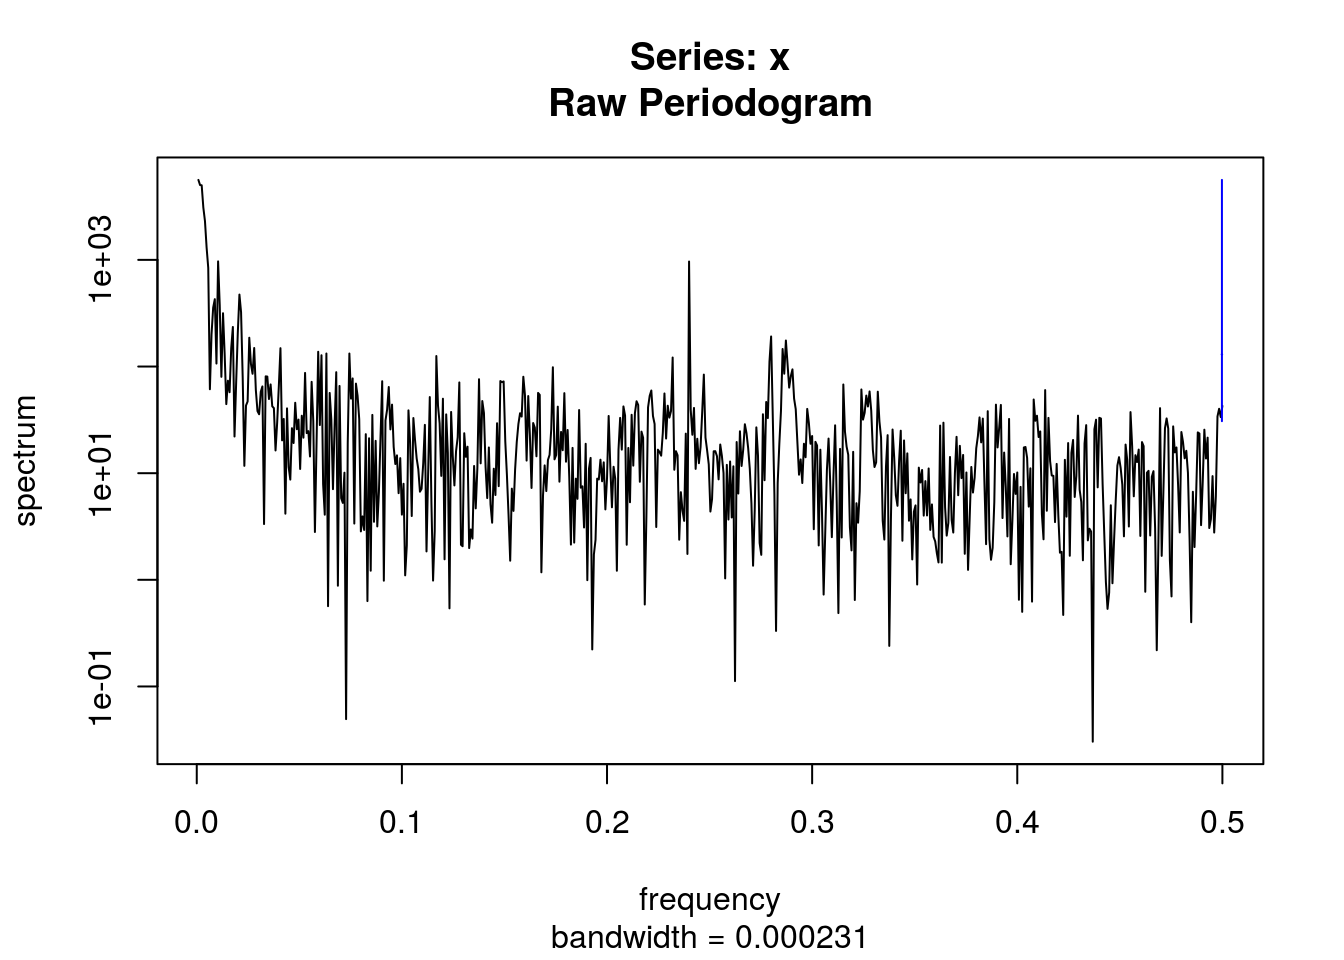 Series: x
Raw Periodogram
spectrum
1e+03
1e+01
1e-01
0.0 0.1 0.2 0.3 0.4 0.5
frequency
bandwidth = 0.000231